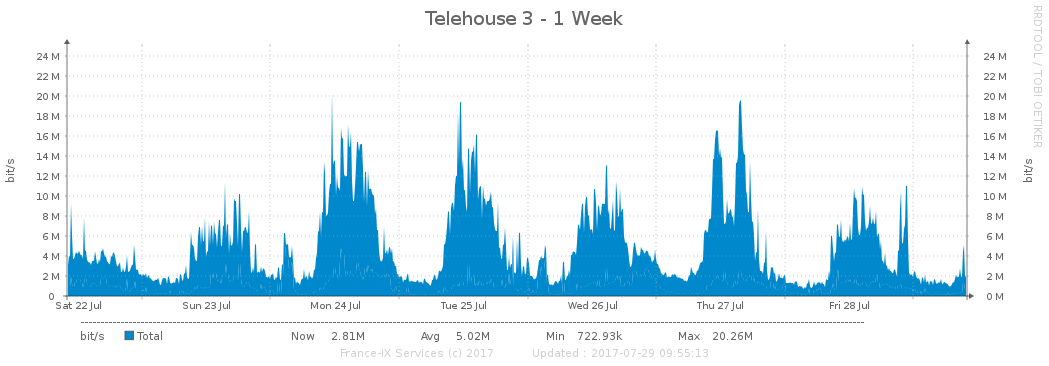 Telehouse 3 - 1 Week
RRDTOOL / TOBI OETIKER
bit/s
24 M 24 M
22 M 22 M
20 M 20 M
18 M 18 M
16 M 16 M
14 M 14 M
12 M 12 M
10 M 10 M
8 M 8 M
6 M 6 M
4 M 4 M
2 M 2 M
0 0 M
bit/s
Sat 22 Jul Sun 23 Jul Mon 24 Jul Tue 25 Jul Wed 26 Jul Thu 27 Jul Fri 28 Jul
bit/s Total Now 2.81M Avg 5.02M Min 722.93k Max 20.26M
France-IX Services (c) 2017 Updated : 2017-07-29 09:55:13